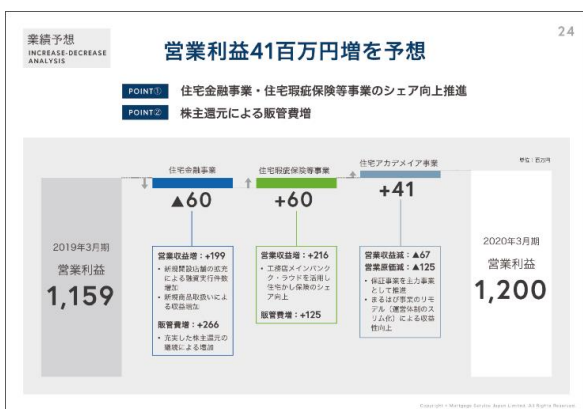 業績予想
INCREASE-DECREASE
ANALYSIS
営業利益41百万円増を予想
24
POINT① 住宅金融事業・住宅瑕疵保険等事業のシェア向上推進
POINT② 株主還元による販管費増
単位：百万円
2019年3月期
営業利益
1,159
住宅金融事業
▲60
営業収益増：+199
• 新規開設店舗の拡充
による融資実行件数
増加
• 新規商品取扱いによ
る収益増加
販管費増：+266
• 充実した株主還元の
継続による増加
住宅瑕疵保険等事業
+60
営業収益増：+216
• 工務店メインバンク
ク・ラウドを活用し
住宅かし保険のシェ
ア向上
販管費増：+125
住宅アカデメイア事業
+41
営業収益減：▲67
営業原価減：▲125
• 保証事業を主力事業
として推進
• まるはび事業のリモ
デル（運営体制のス
リム化）による収益
性向上
2020年3月期
営業利益
1,200
Copyright © Mortgage Service Japan Limited. All Rights Reserved.